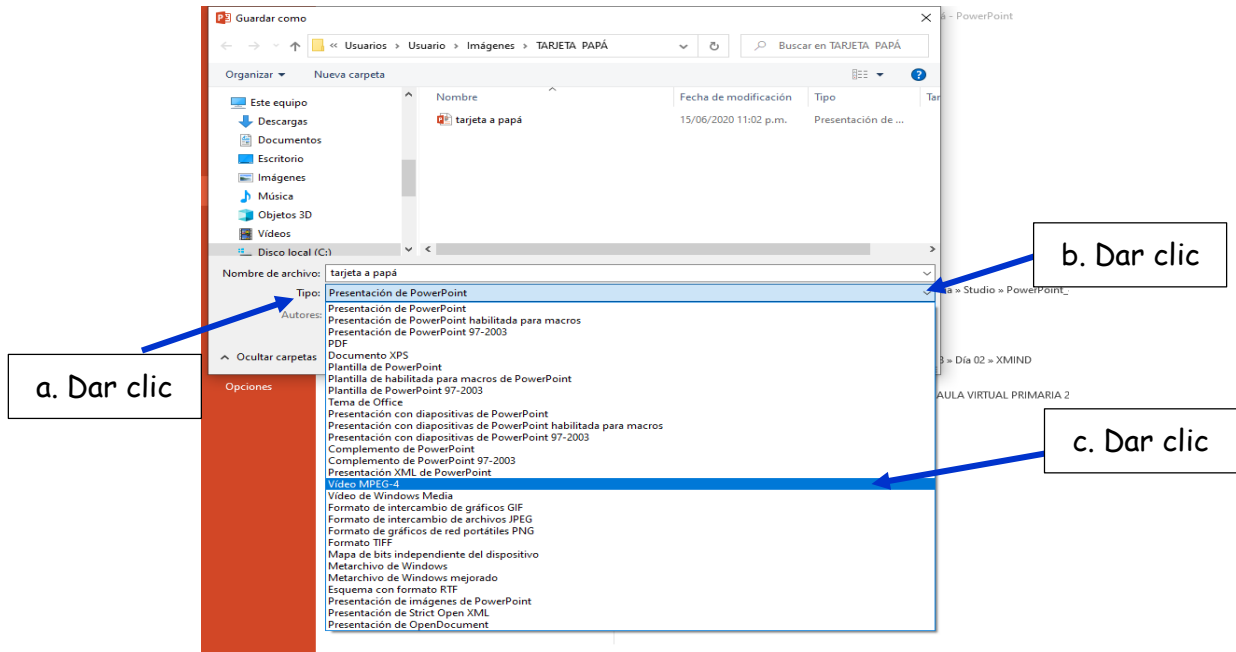 Guardar como
á - PowerPoint
« Usuarios > Usuario > Imágenes > TARJETA PAPÁ
Buscar en TARJETA PAPÁ
Organizar
Nueva carpeta
?
Este equipo
Descargas
Documentos
Escritorio
Imágenes
Música
Objetos 3D
Vídeos
Disco local (C:)
Nombre
Fecha de modificación
Tipo
Tar
tarjeta a papá
15/06/2020 11:02 p.m.
Presentación de ...
b. Dar clic
Nombre de archivo: tarjeta a papá
Tipo: Presentación de PowerPoint
a » Studio » PowerPoint_
Autores:
Presentación de PowerPoint
Presentación de PowerPoint habilitada para macros
Presentación de PowerPoint 97-2003
PDF
Documento XPS
Plantilla de PowerPoint
Plantilla de habilitada para macros de PowerPoint
Plantilla de PowerPoint 97-2003
Tema de Office
Presentación con diapositivas de PowerPoint
Presentación con diapositivas de PowerPoint habilitada para macros
Presentación con diapositivas de PowerPoint 97-2003
Complemento de PowerPoint
Complemento de PowerPoint 97-2003
Presentación XML de PowerPoint
Vídeo MPEG-4
Vídeo de Windows Media
Formato de intercambio de gráficos GIF
Formato de intercambio de archivos JPEG
Formato de gráficos de red portátiles PNG
Formato TIFF
Mapa de bits independiente del dispositivo
Metarchivo de Windows
Metarchivo de Windows mejorado
Esquema con formato RTF
Presentación de imágenes de PowerPoint
Presentación de Strict Open XML
Presentación de OpenDocument
Ocultar carpetas
3 » Día 02 » XMIND
a. Dar clic
Opciones
AULA VIRTUAL PRIMARIA 2
c. Dar clic